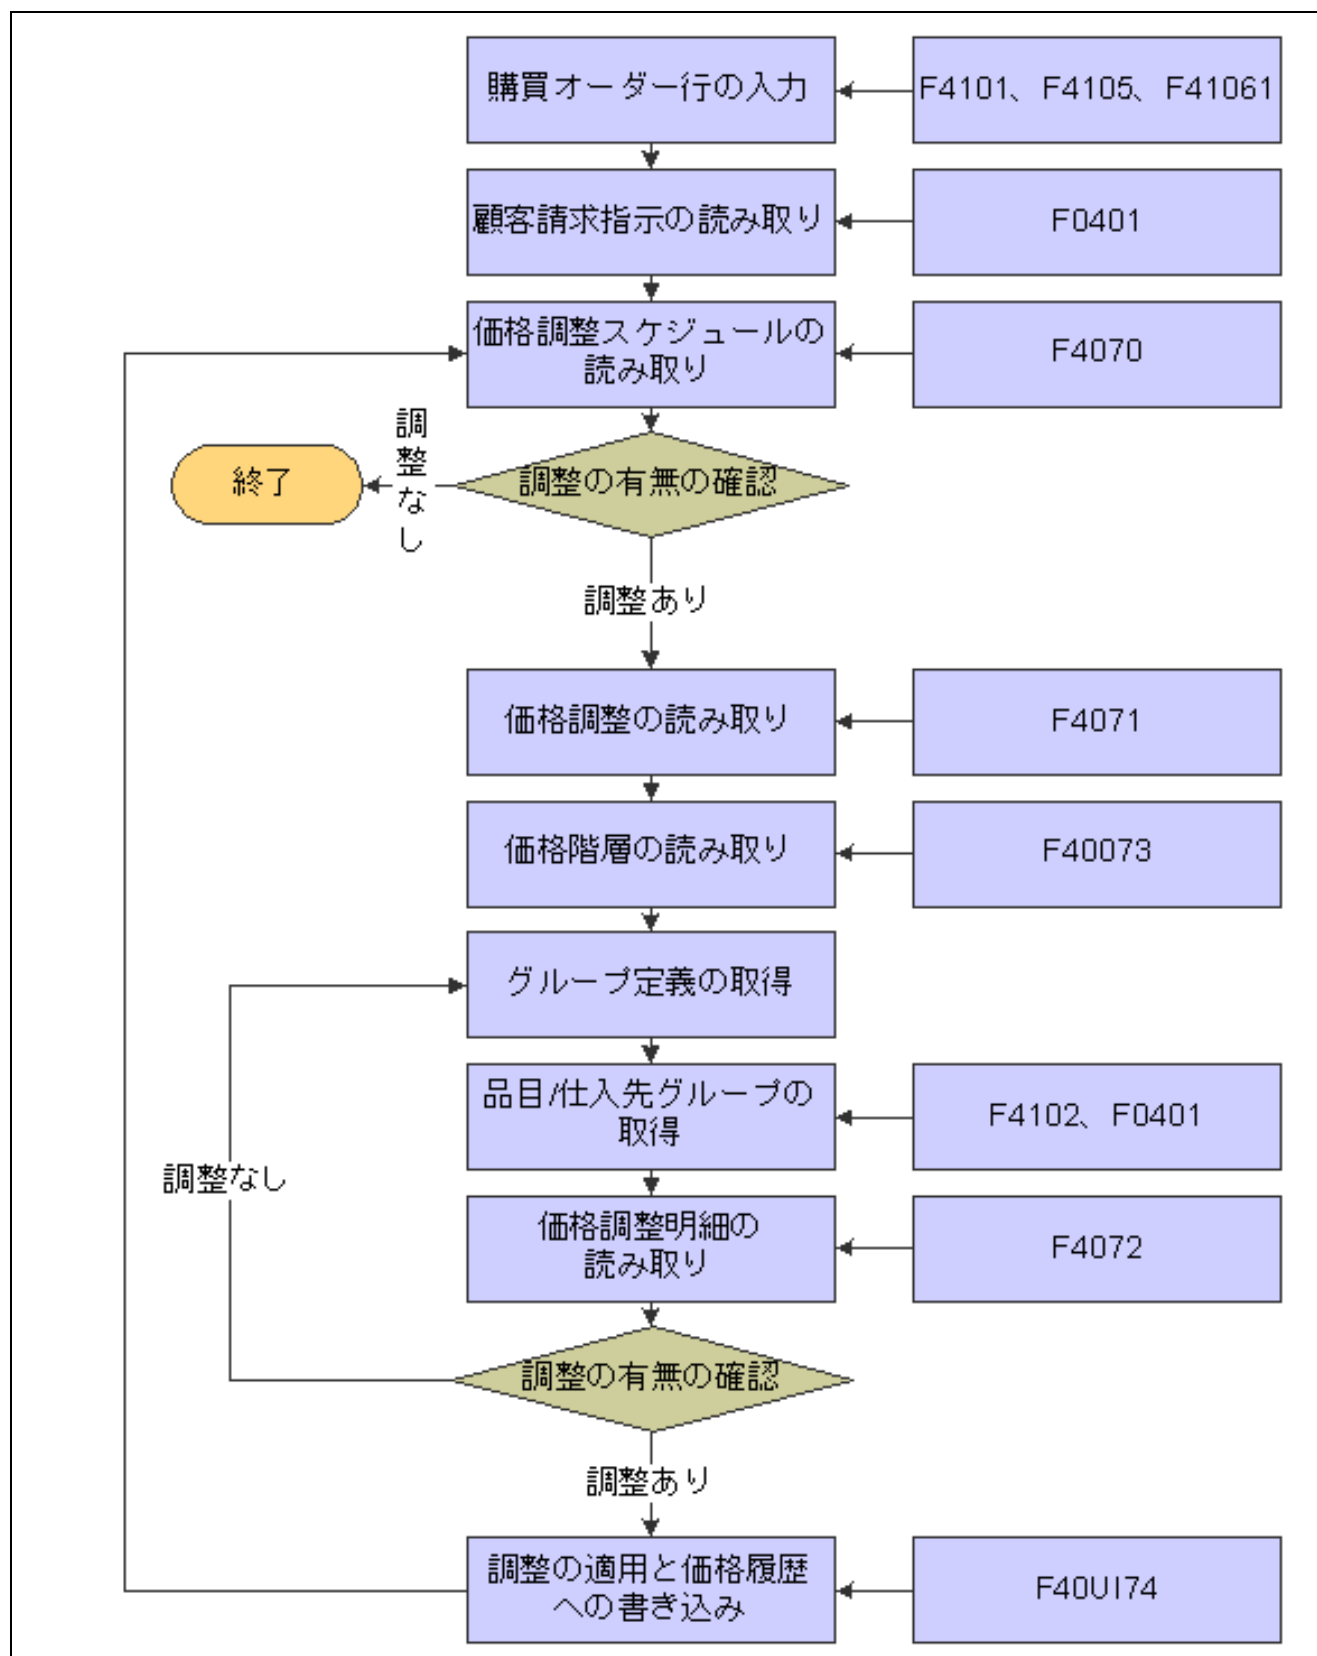 購買オーダー行の入力
F4101、F4105、F41061
顧客請求指示の読み取り
F0401
価格調整スケジュールの
読み取り
F4070
調整なし
終了
調整の有無の確認
調整あり
価格調整の読み取り
F4071
価格階層の読み取り
F40073
グループ定義の取得
品目/仕入先グループの
取得
F4102、F0401
調整なし
価格調整明細の
読み取り
F4072
調整の有無の確認
調整あり
調整の適用と価格履歴
への書き込み
F40UI74